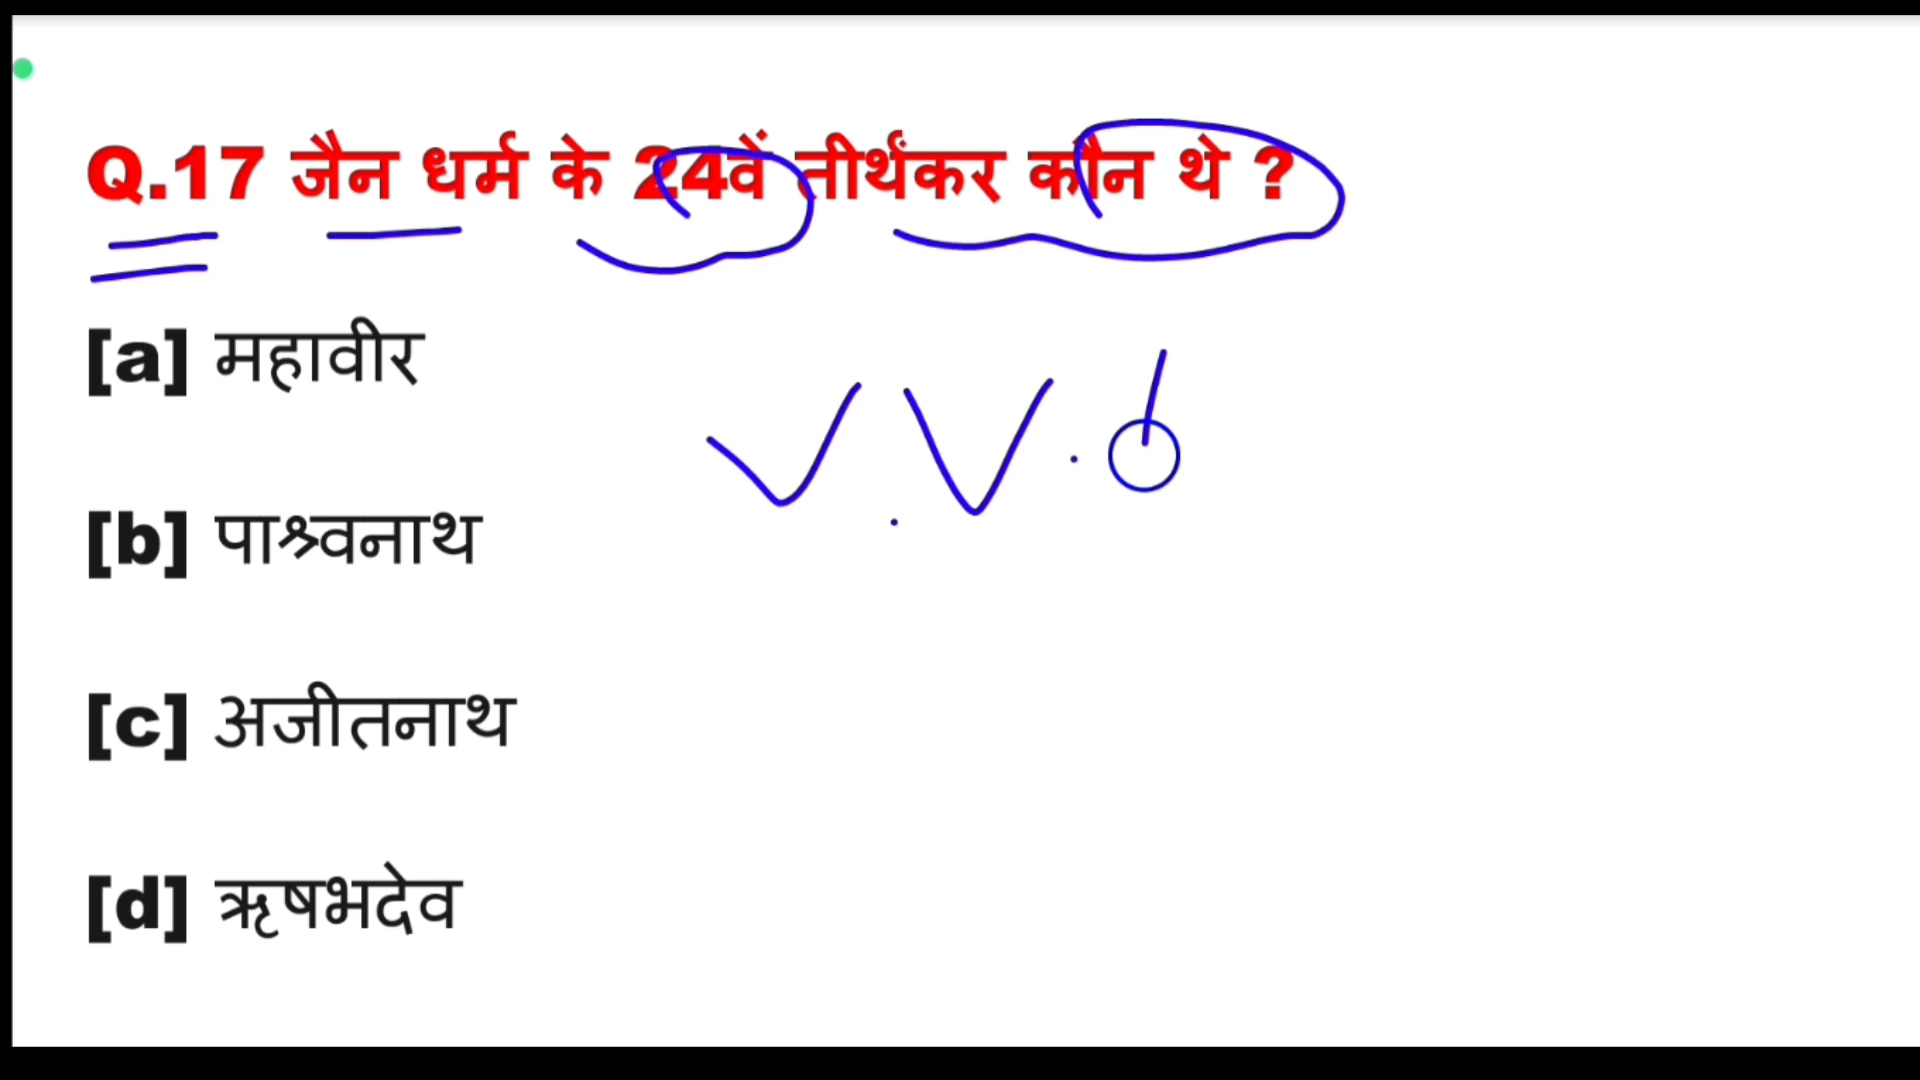 Q.17 जैन धर्म के 24वें नीर्थंकर कौन थे ?
[a] महावीर
V V.
[b] पाश्र्वनाथ
[c] अजीतनाथ
[d] ऋषभदेव